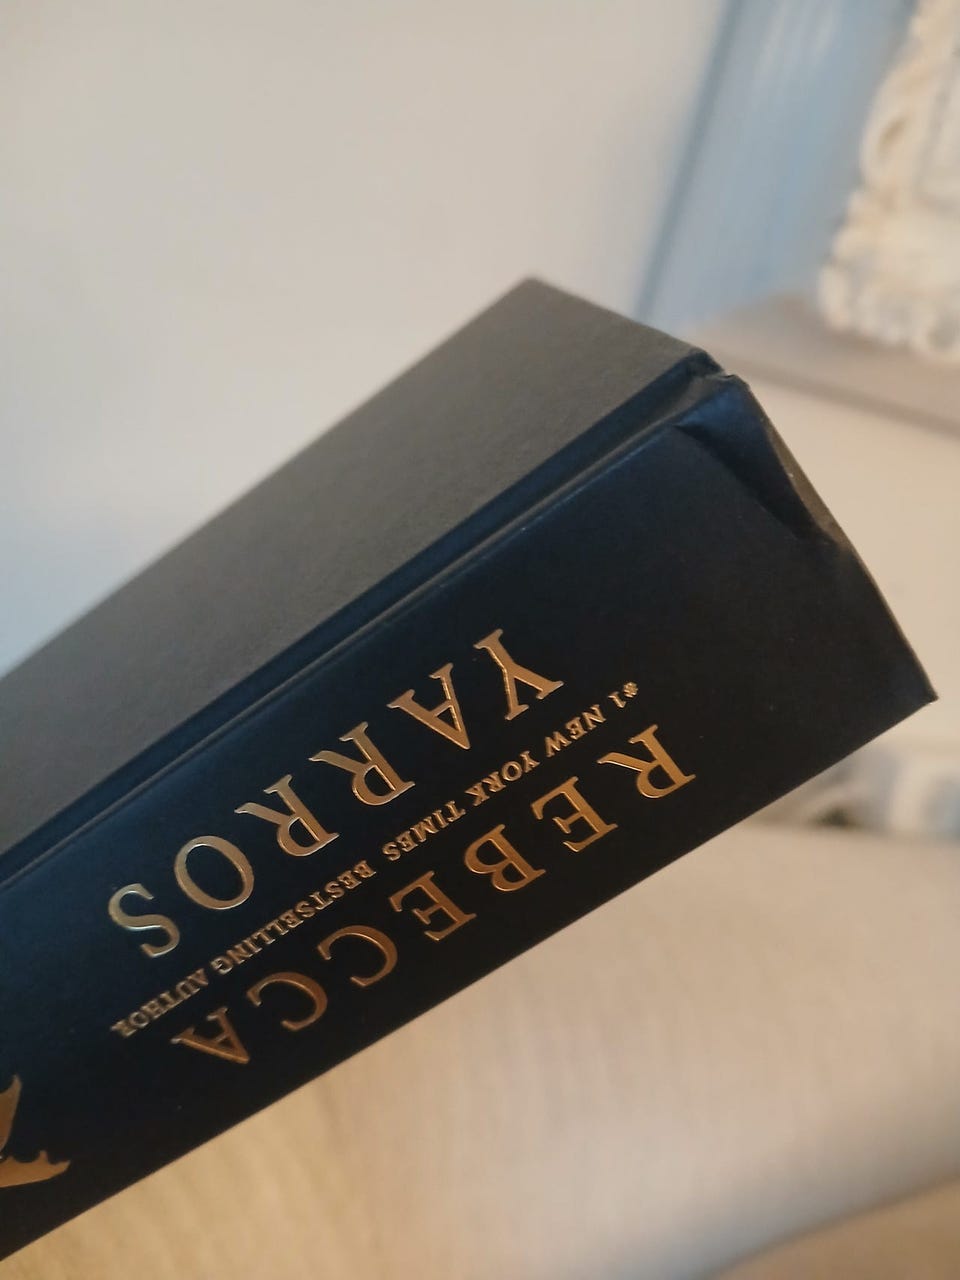 REBECCA
#1 NEW YORK TIMES BESTSELLING AUTHOR
YARROS